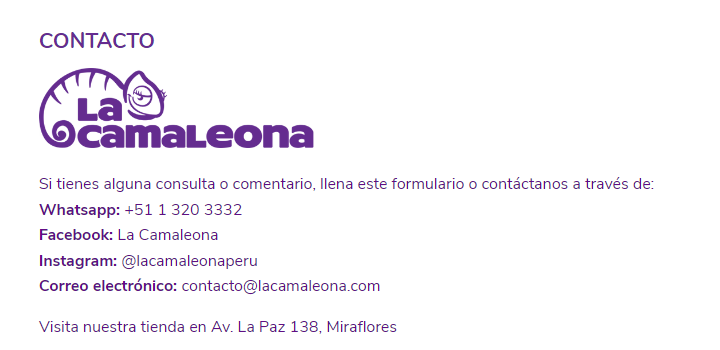 CONTACTO
La
camaleona
Si tienes alguna consulta o comentario, llena este formulario o contáctanos a través de:
Whatsapp: +51 1 320 3332
Facebook: La Camaleona
Instagram: @lacamaleonaperu
Correo electrónico: contacto@lacamaleona.com
Visita nuestra tienda en Av. La Paz 138, Miraflores